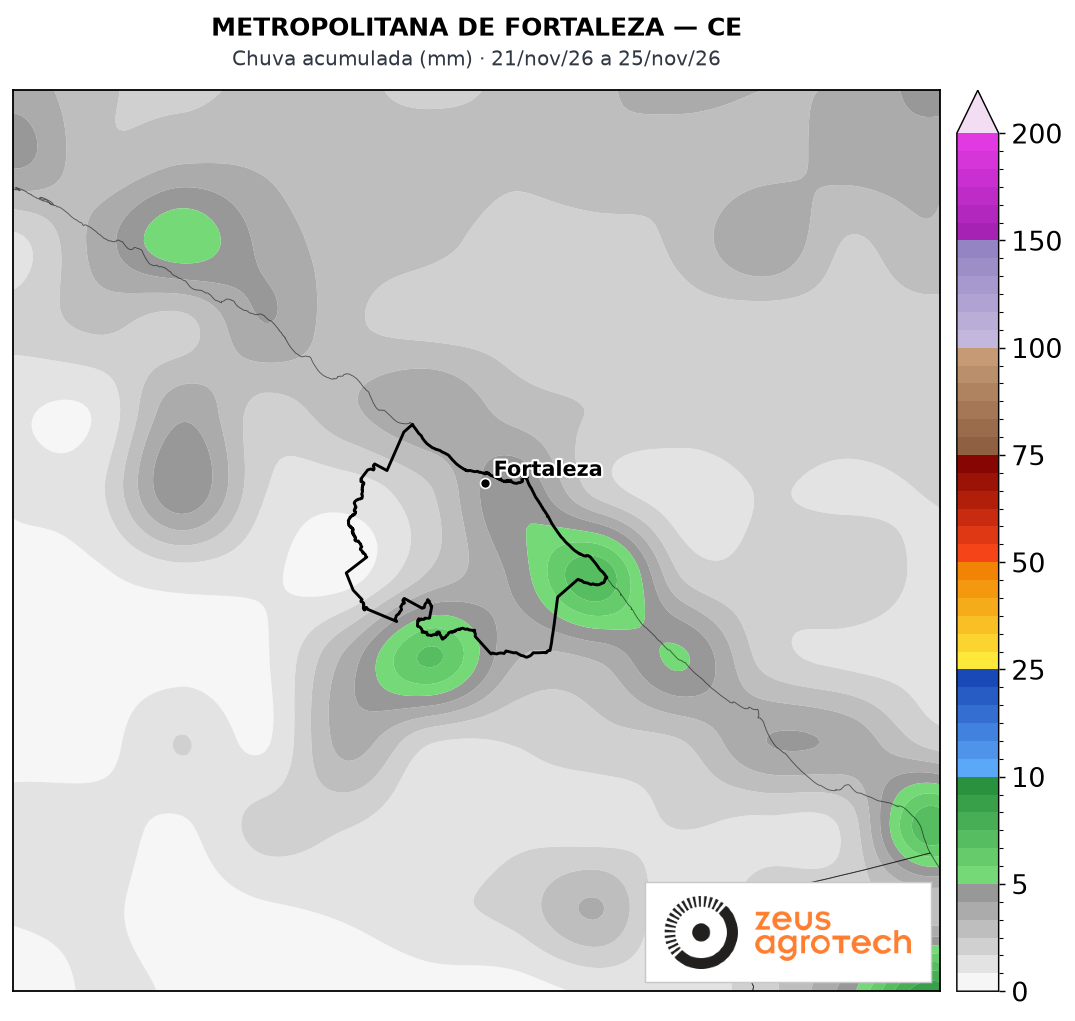 METROPOLITANA DE FORTALEZA — CE
Chuva acumulada (mm) · 21/nov/26 a 25/nov/26
200
150
100
75
50
25
10
5
0
Fortaleza
zeus
agrotech